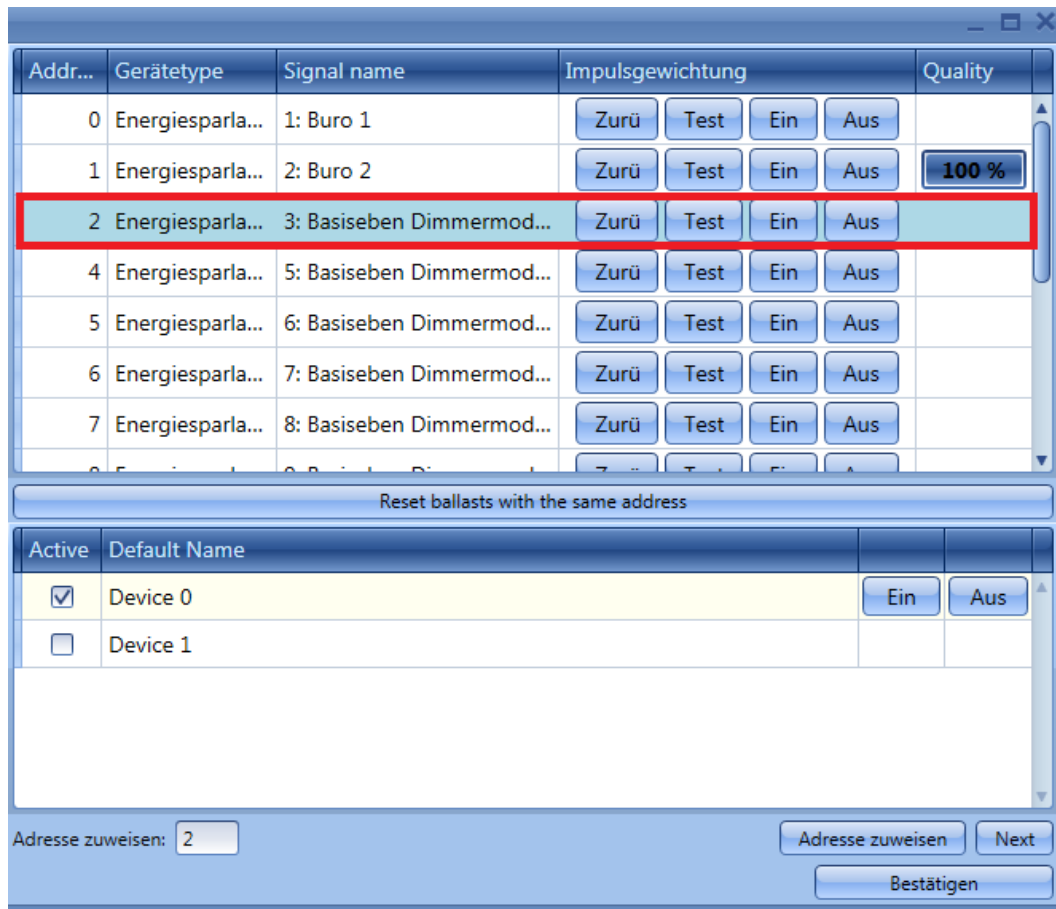 Addr... Gerätetype Signal name Impulsgewichtung Quality
0 Energiesparla... 1: Buro 1 Zurü Test Ein Aus
1 Energiesparla... 2: Buro 2 Zurü Test Ein Aus 100 %
2 Energiesparla... 3: Basiseben Dimmermod... Zurü Test Ein Aus
4 Energiesparla... 5: Basiseben Dimmermod... Zurü Test Ein Aus
5 Energiesparla... 6: Basiseben Dimmermod... Zurü Test Ein Aus
6 Energiesparla... 7: Basiseben Dimmermod... Zurü Test Ein Aus
7 Energiesparla... 8: Basiseben Dimmermod... Zurü Test Ein Aus
Reset ballasts with the same address
Active Default Name
Device 0 Ein Aus
Device 1
Adresse zuweisen: 2 Adresse zuweisen Next
Bestätigen